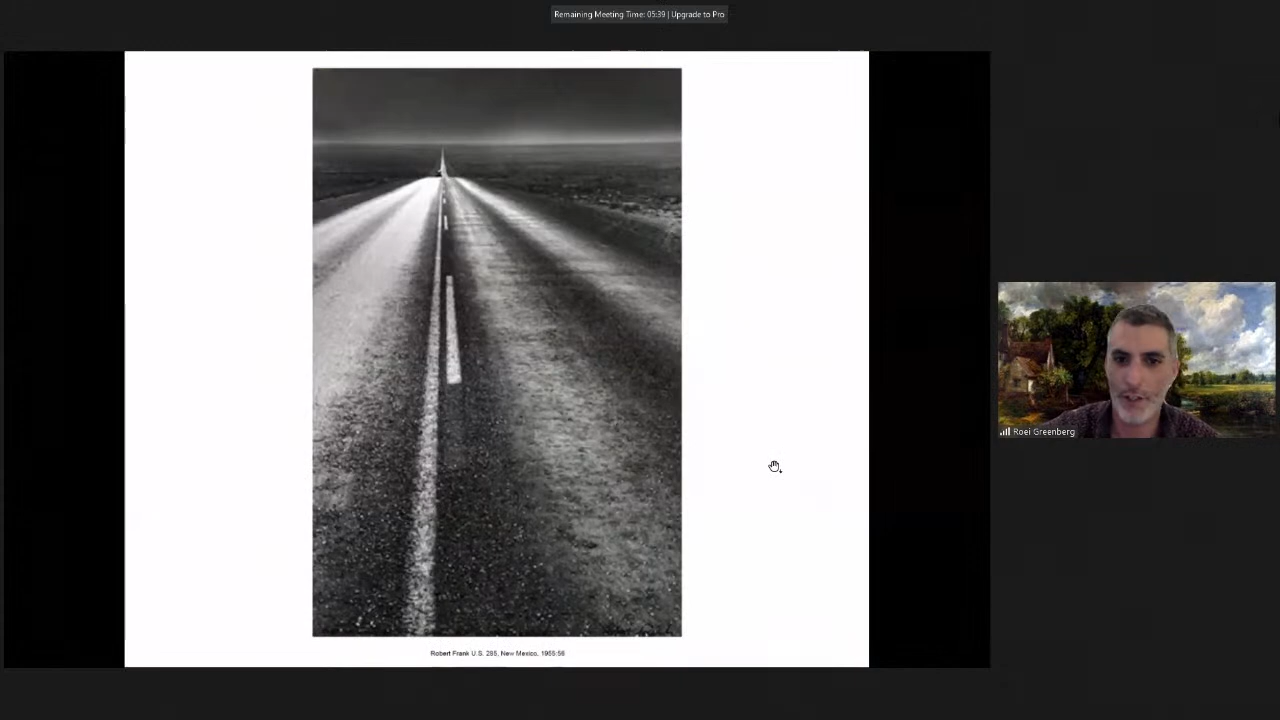 Remaining Meeting Time: 05:39 | Upgrade to Pro
Roei Greenberg
Robert Frank U.S. 285, New Mexico, 1955-56